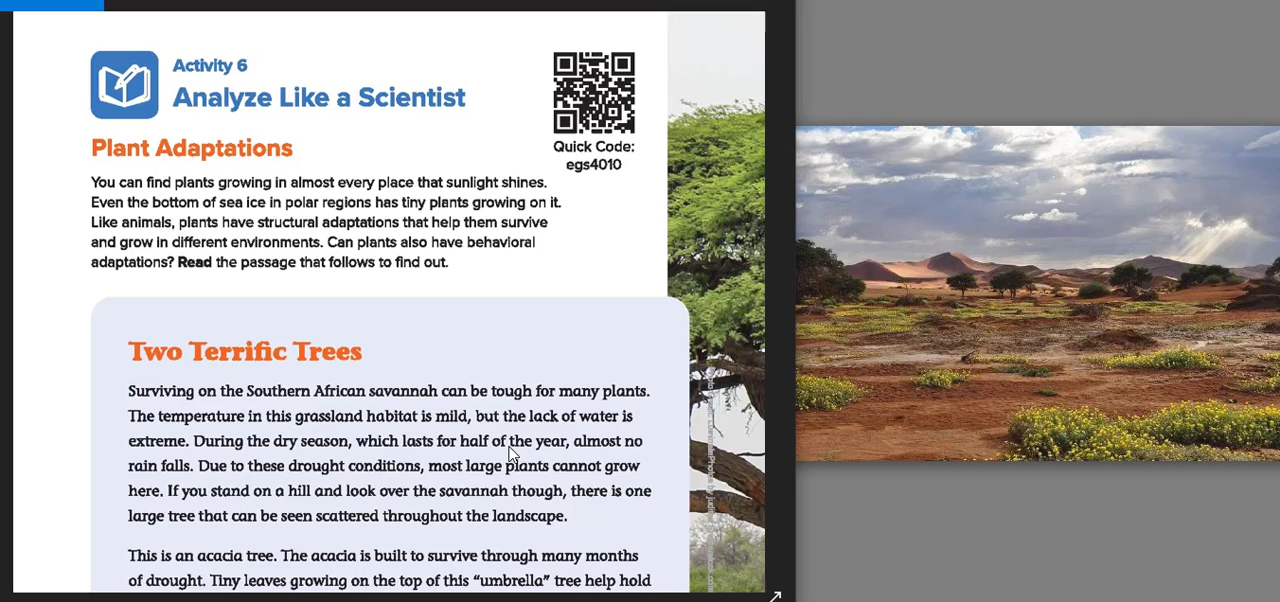 Activity 6
Analyze Like a Scientist
Quick Code:
egs4010
Plant Adaptations
You can find plants growing in almost every place that sunlight shines.
Even the bottom of sea ice in polar regions has tiny plants growing on it.
Like animals, plants have structural adaptations that help them survive
and grow in different environments. Can plants also have behavioral
adaptations? Read the passage that follows to find out.
Two Terrific Trees
Surviving on the Southern African savannah can be tough for many plants.
The temperature in this grassland habitat is mild, but the lack of water is
extreme. During the dry season, which lasts for half of the year, almost no
rain falls. Due to these drought conditions, most large plants cannot grow
here. If you stand on a hill and look over the savannah though, there is one
large tree that can be seen scattered throughout the landscape.
This is an acacia tree. The acacia is built to survive through many months
of drought. Tiny leaves growing on the top of this “umbrella” tree help hold